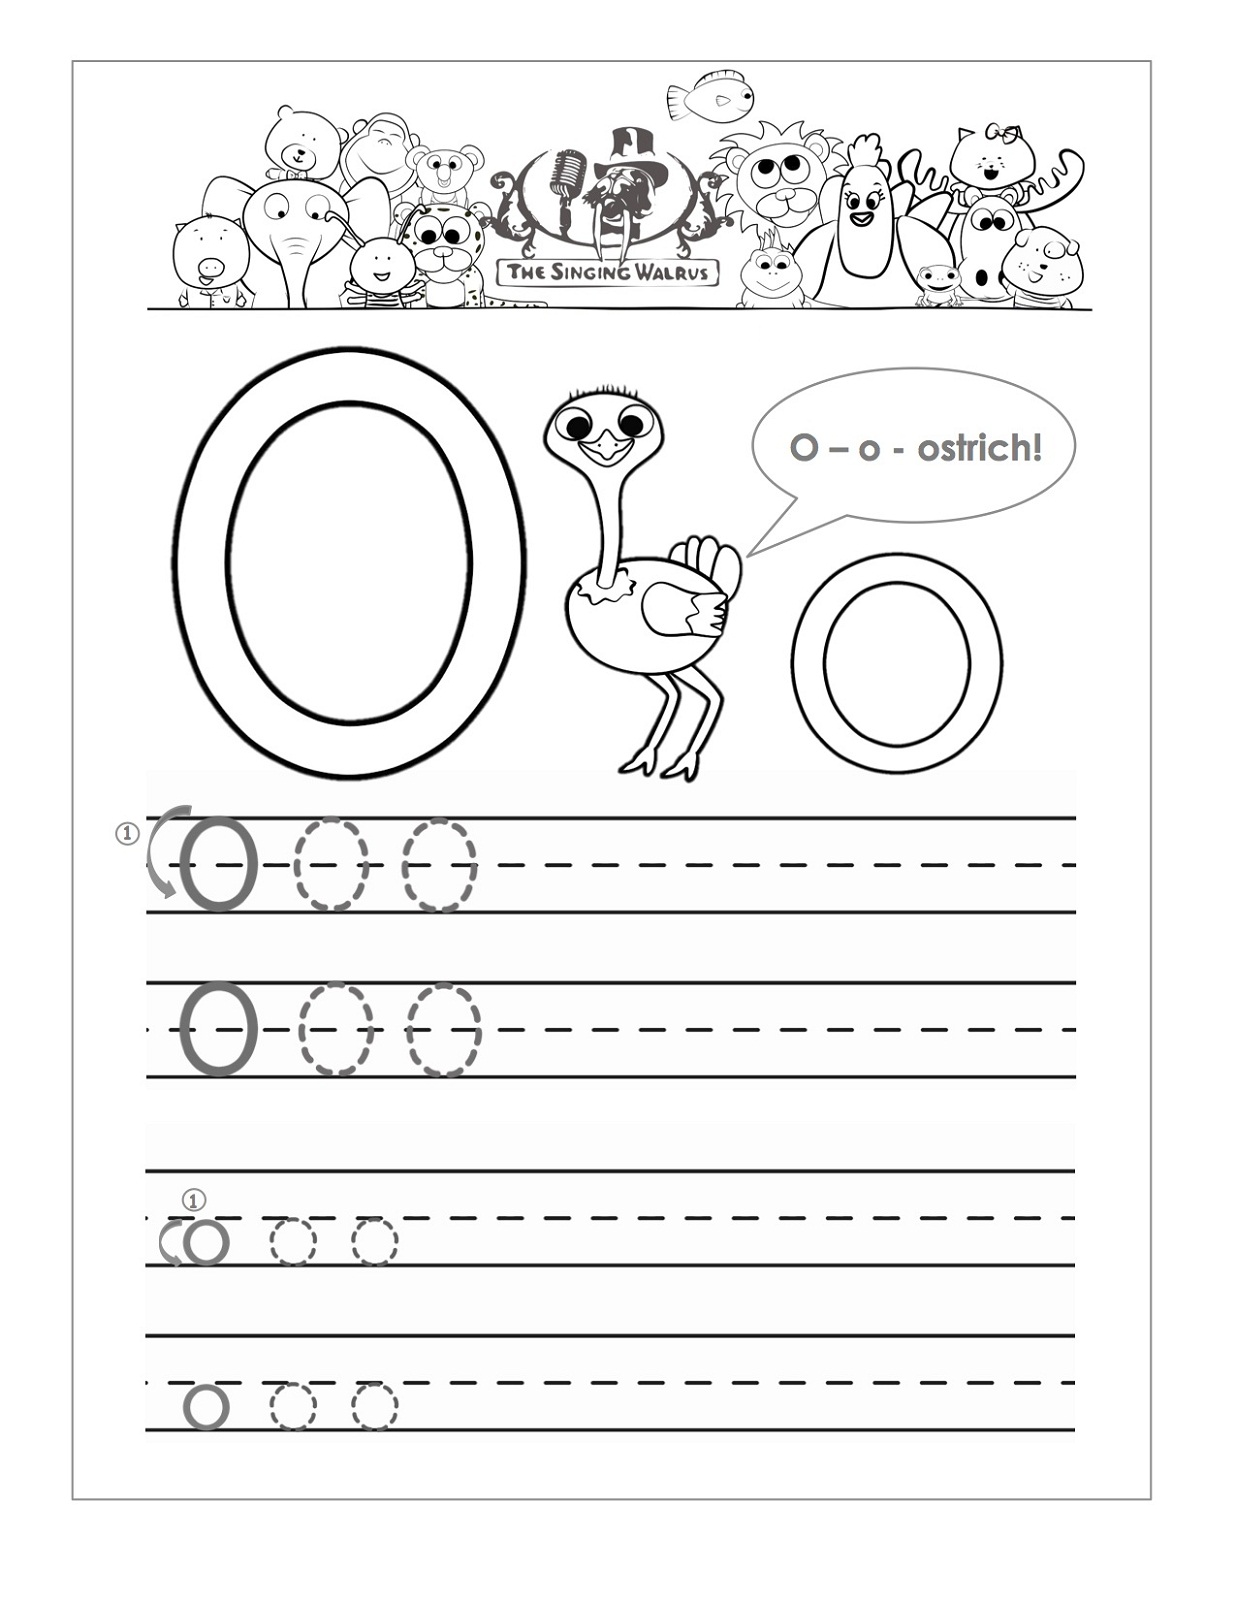 THE SINGING WALRUS
O – o - ostrich!
O
o
1
O O O
O O O
1
o o o
o o o